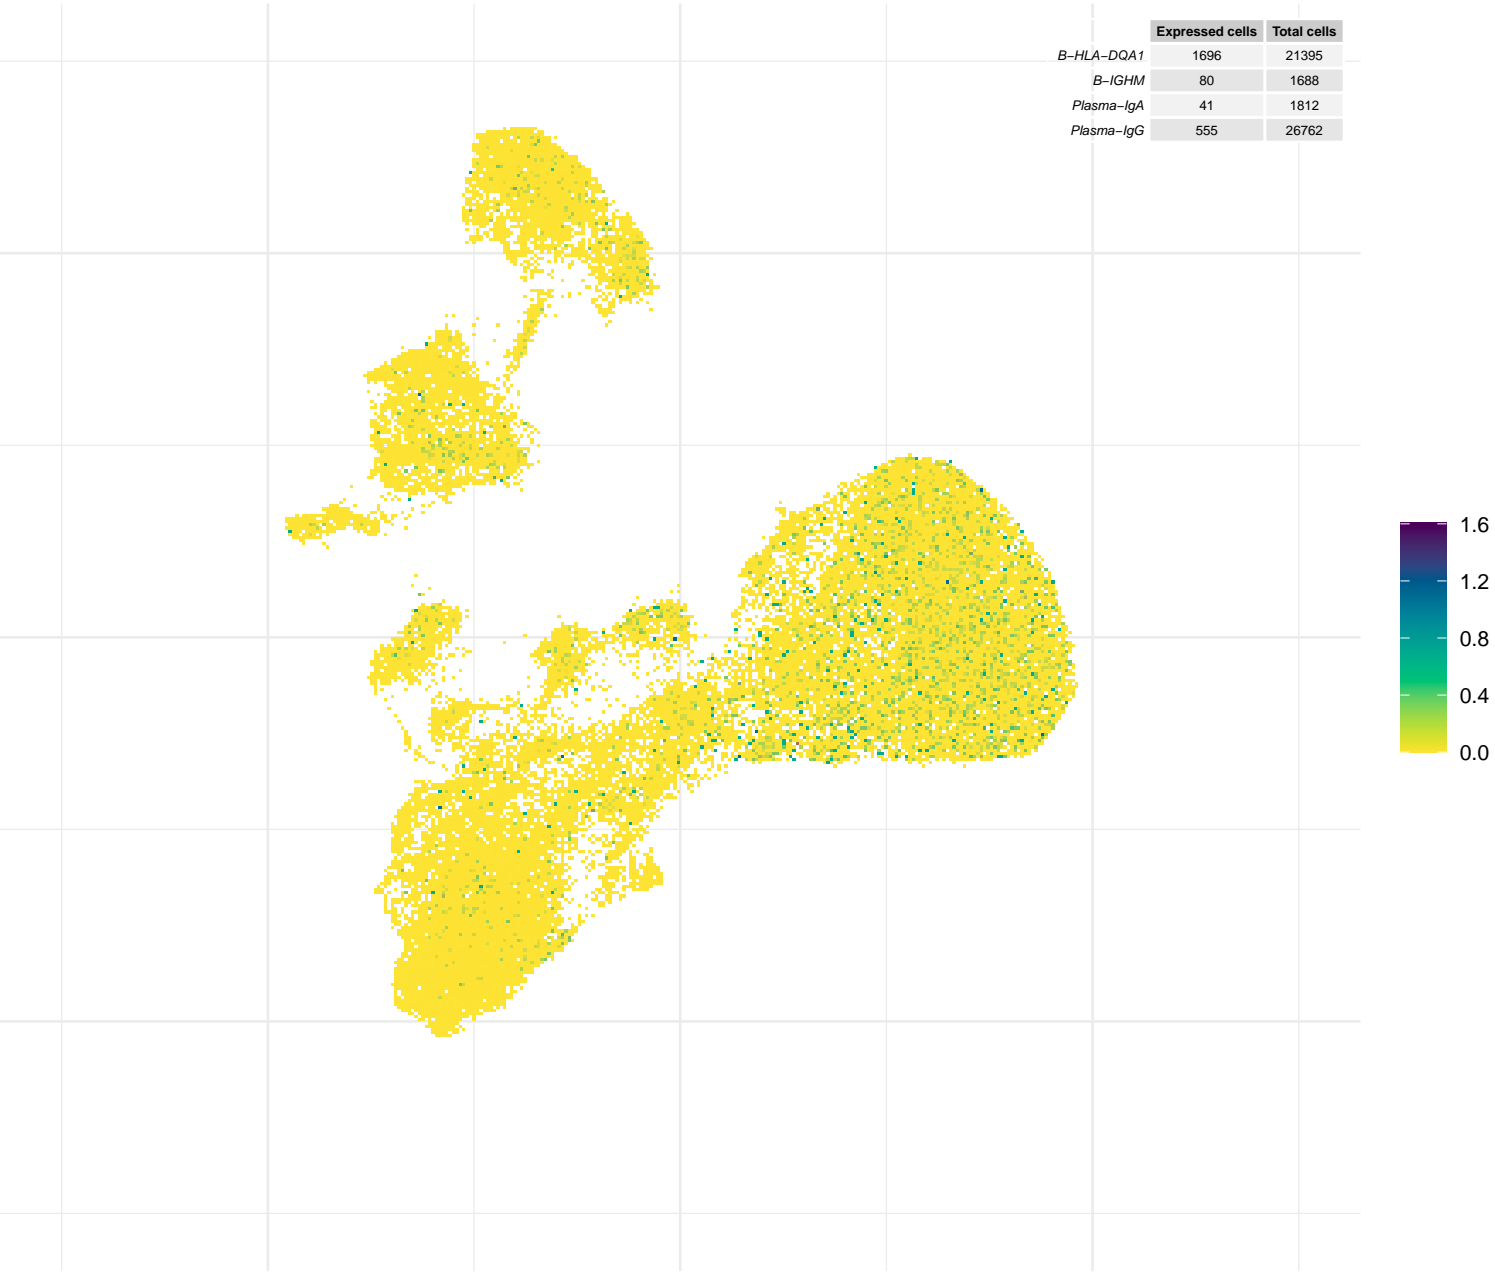 Expressed cells Total cells
B−HLA−DQA1 1696 21395
B−IGHM 80 1688
Plasma−IgA 41 1812
Plasma−IgG 555 26762
1.6
1.2
0.8
0.4
0.0